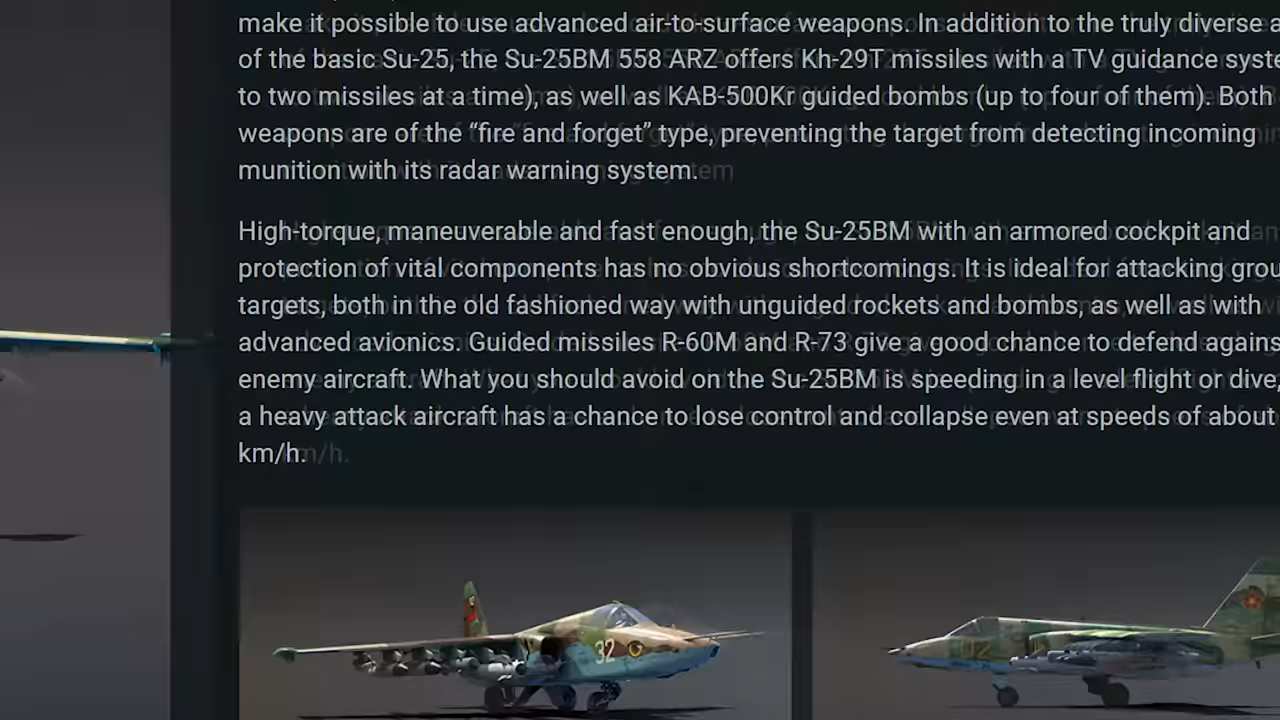 make it possible to use advanced air-to-surface weapons. In addition to the truly diverse
of the basic Su-25, the Su-25BM 558 ARZ offers Kh-29T missiles with a TV guidance
to two missiles at a time), as well as KAB-500Kr guided bombs (up to four of them). Both
weapons are of the “fire and forget” type, preventing the target from detecting incoming
munition with its radar warning system.
High-torque, maneuverable and fast enough, the Su-25BM with an armored cockpit and
protection of vital components has no obvious shortcomings. It is ideal for attacking
targets, both in the old fashioned way with unguided rockets and bombs, as well as with
advanced avionics. Guided missiles R-60M and R-73 give a good chance to defend
enemy aircraft. What you should avoid on the Su-25BM is speeding in a level flight or dive;
a heavy attack aircraft has a chance to lose control and collapse even at speeds of about
km/h.
32
02